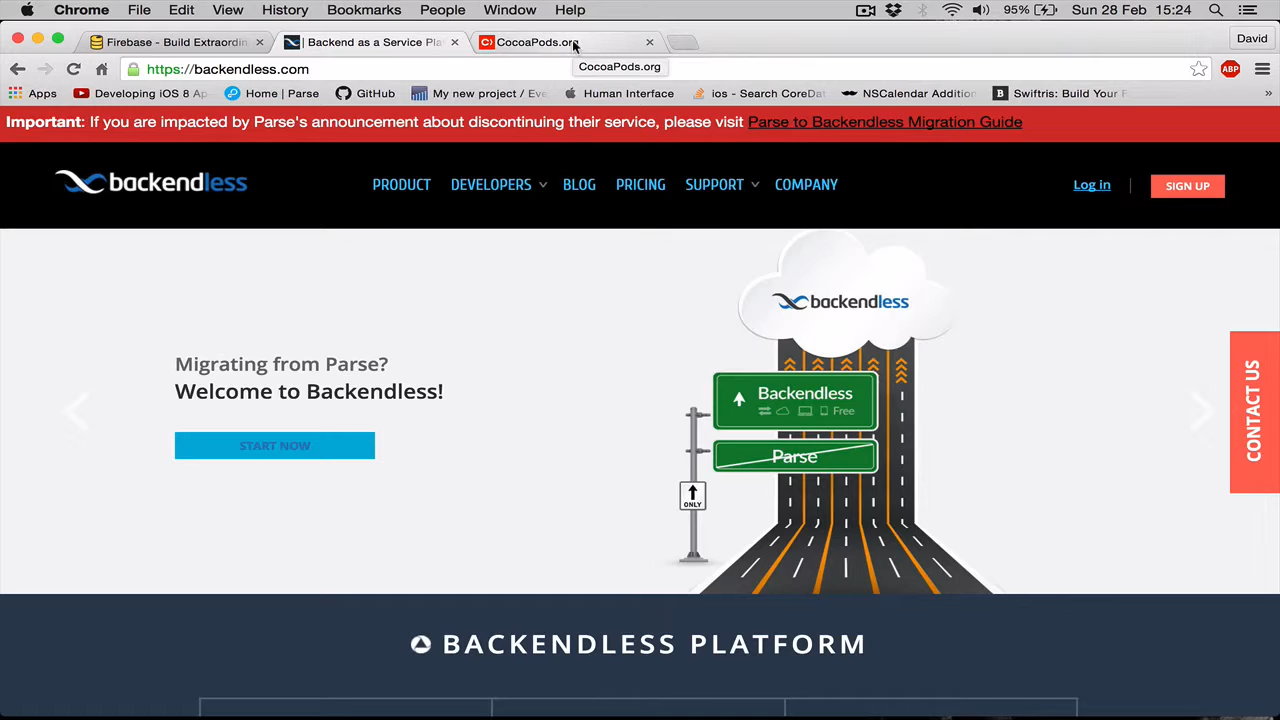 Chrome File Edit View History Bookmarks People Window Help 95% Sun 28 Feb 15:24
Firebase - Build Extraordin | Backend as a Service Pla CocoaPods.org David
https://backendless.com CocoaPods.org ABP
Apps Developing iOS 8 Ap Home | Parse GitHub My new project / Eve Human Interface ios - Search CoreDat NSCalendar Addition B Swiftris: Build Your F »
Important: If you are impacted by Parse's announcement about discontinuing their service, please visit Parse to Backendless Migration Guide
backendless PRODUCT DEVELOPERS BLOG PRICING SUPPORT COMPANY Log in SIGN UP
backendless
Migrating from Parse?
Welcome to Backendless!
START NOW
Backendless
Free
Parse
ONLY
CONTACT US
BACKENDLESS PLATFORM